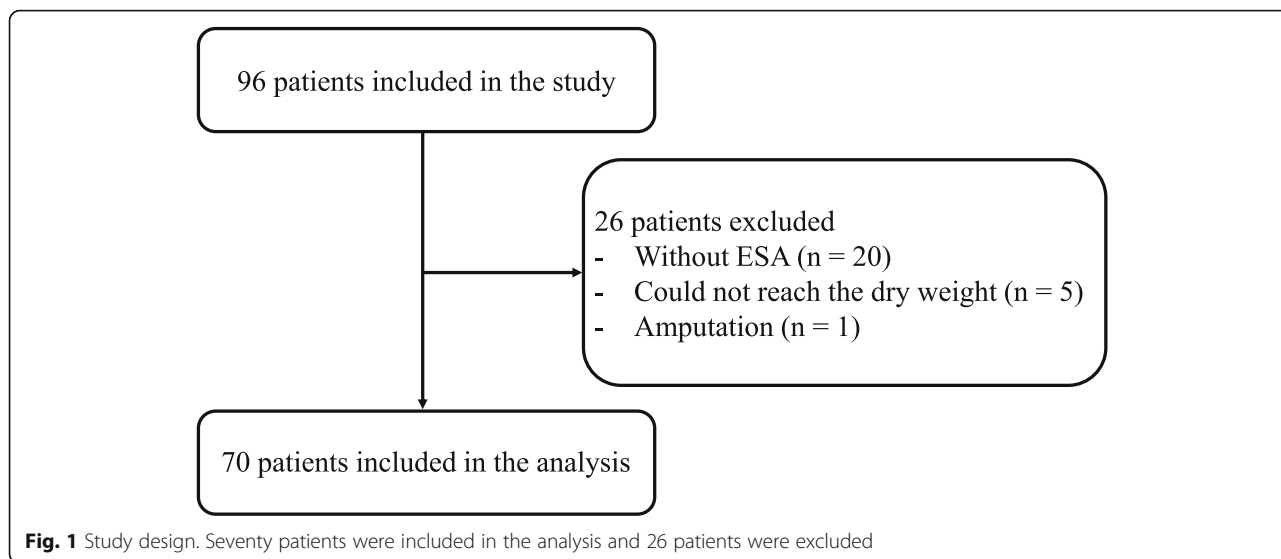 96 patients included in the study
26 patients excluded
- Without ESA (n = 20)
- Could not reach the dry weight (n = 5)
- Amputation (n = 1)
70 patients included in the analysis
Fig. 1 Study design. Seventy patients were included in the analysis and 26 patients were excluded